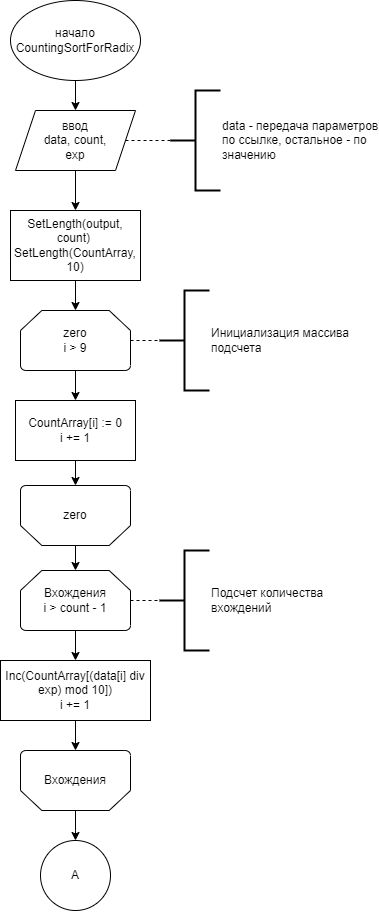 начало
CountingSortForRadix
ввод
data, count,
exp
data - передача параметров
по ссылке, остальное - по
значению
SetLength(output,
count)
SetLength(CountArray,
10)
zero
i > 9
Инициализация массива
подсчета
CountArray[i] := 0
i += 1
zero
Вхождения
i > count - 1
Подсчет количества
вхождений
Inc(CountArray[(data[i] div
exp) mod 10])
i += 1
Вхождения
А